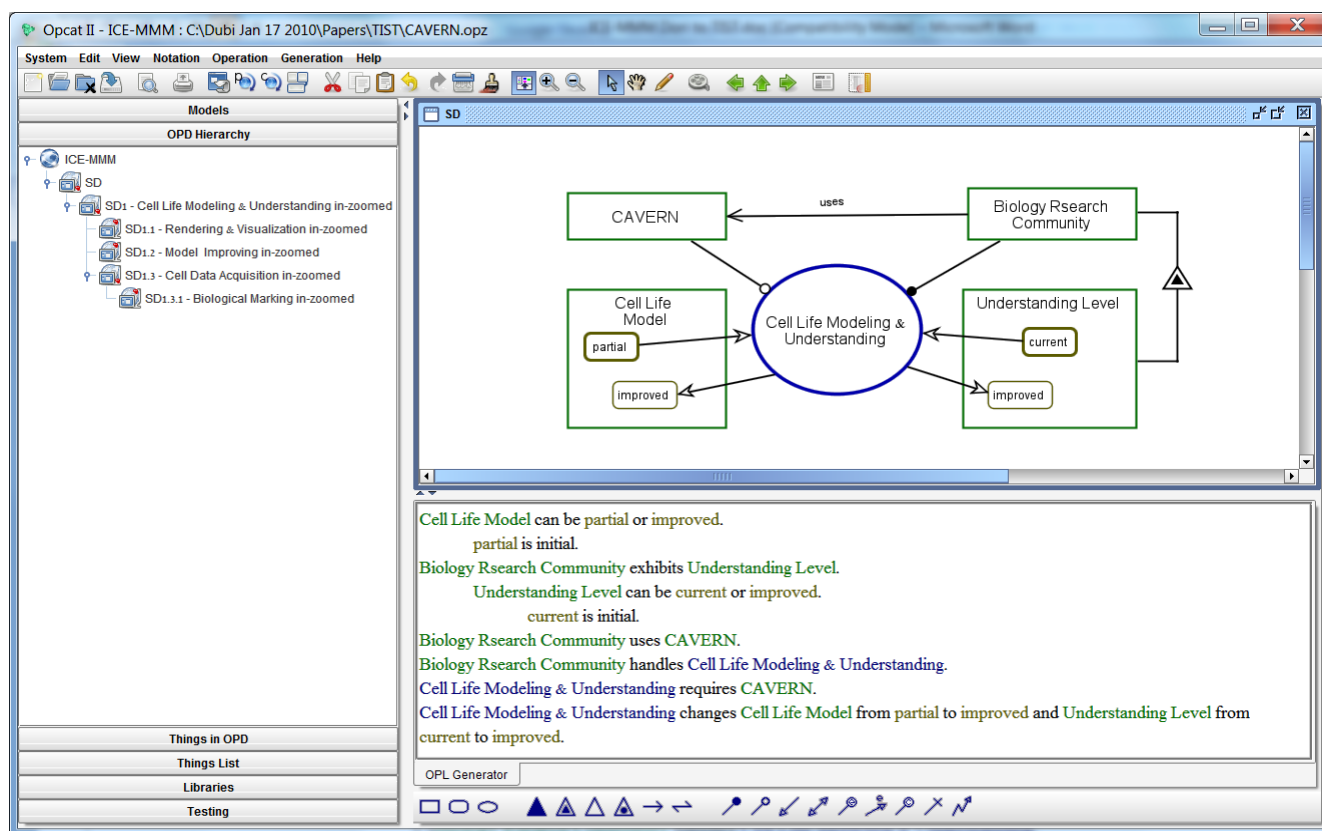 Opcat II - ICE-MMM : C:\Dubi Jan 17 2010\Papers\TIST\CAVERN.opz
System Edit View Notation Operation Generation Help
Models
OPD Hierarchy
ICE-MMM
SD
SD1 - Cell Life Modeling & Understanding in-zoomed
SD1.1 - Rendering & Visualization in-zoomed
SD1.2 - Model Improving in-zoomed
SD1.3 - Cell Data Acquisition in-zoomed
SD1.3.1 - Biological Marking in-zoomed
Things in OPD
Things List
Libraries
Testing
SD
CAVERN
uses
Biology Rsearch
Community
Cell Life
Model
partial
improved
Cell Life Modeling &
Understanding
Understanding Level
current
improved
Cell Life Model can be partial or improved.
partial is initial.
Biology Rsearch Community exhibits Understanding Level.
Understanding Level can be current or improved.
current is initial.
Biology Rsearch Community uses CAVERN.
Biology Rsearch Community handles Cell Life Modeling & Understanding.
Cell Life Modeling & Understanding requires CAVERN.
Cell Life Modeling & Understanding changes Cell Life Model from partial to improved and Understanding Level from
current to improved.
OPL Generator